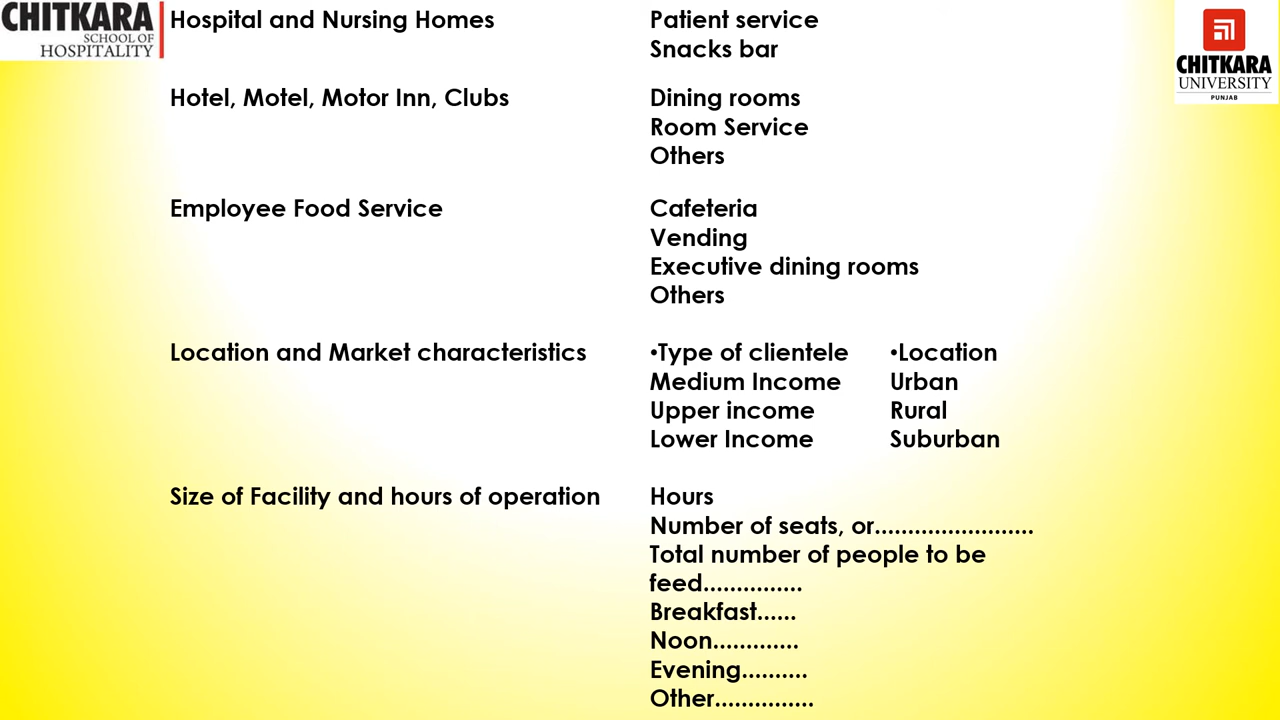 CHITKARA
SCHOOL OF
HOSPITALITY
CHITKARA
UNIVERSITY
PUNJAB
Hospital and Nursing Homes
Patient service
Snacks bar
Hotel, Motel, Motor Inn, Clubs
Dining rooms
Room Service
Others
Employee Food Service
Cafeteria
Vending
Executive dining rooms
Others
Location and Market characteristics
•Type of clientele
Medium Income
Upper income
Lower Income
•Location
Urban
Rural
Suburban
Size of Facility and hours of operation
Hours
Number of seats, or........................
Total number of people to be
feed...............
Breakfast......
Noon.............
Evening..........
Other...............